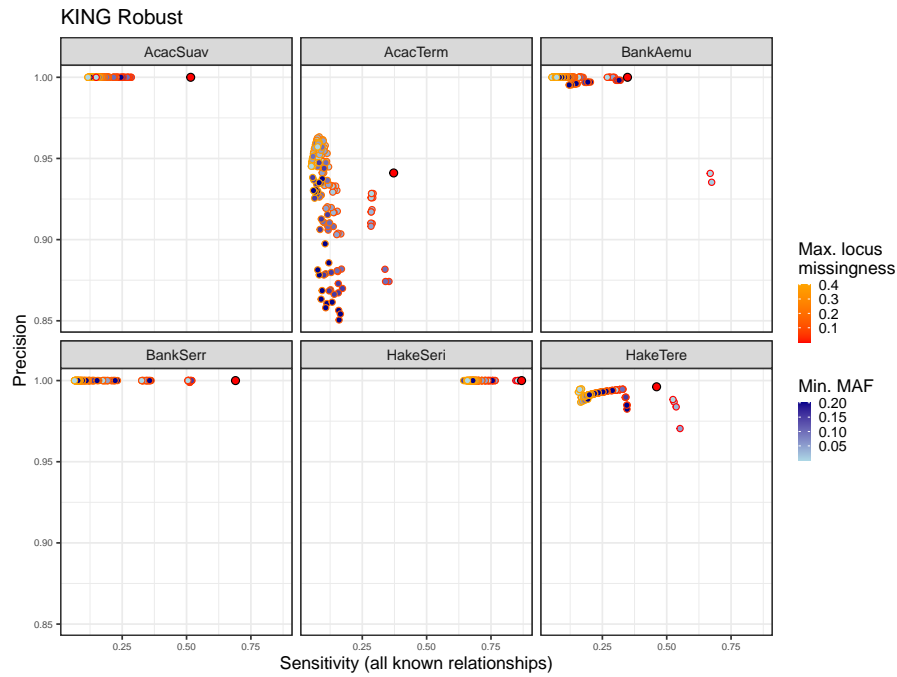 KING Robust
AcacSuav
AcacTerm
BankAemu
1.00
0.95
0.90
0.85
BankSerr
HakeSeri
HakeTere
1.00
0.95
0.90
0.85
0.25
0.50
0.75
0.25
0.50
0.75
0.25
0.50
0.75
Sensitivity (all known relationships)
Precision
Max. locus
missingness
0.4
0.3
0.2
0.1
Min. MAF
0.20
0.15
0.10
0.05